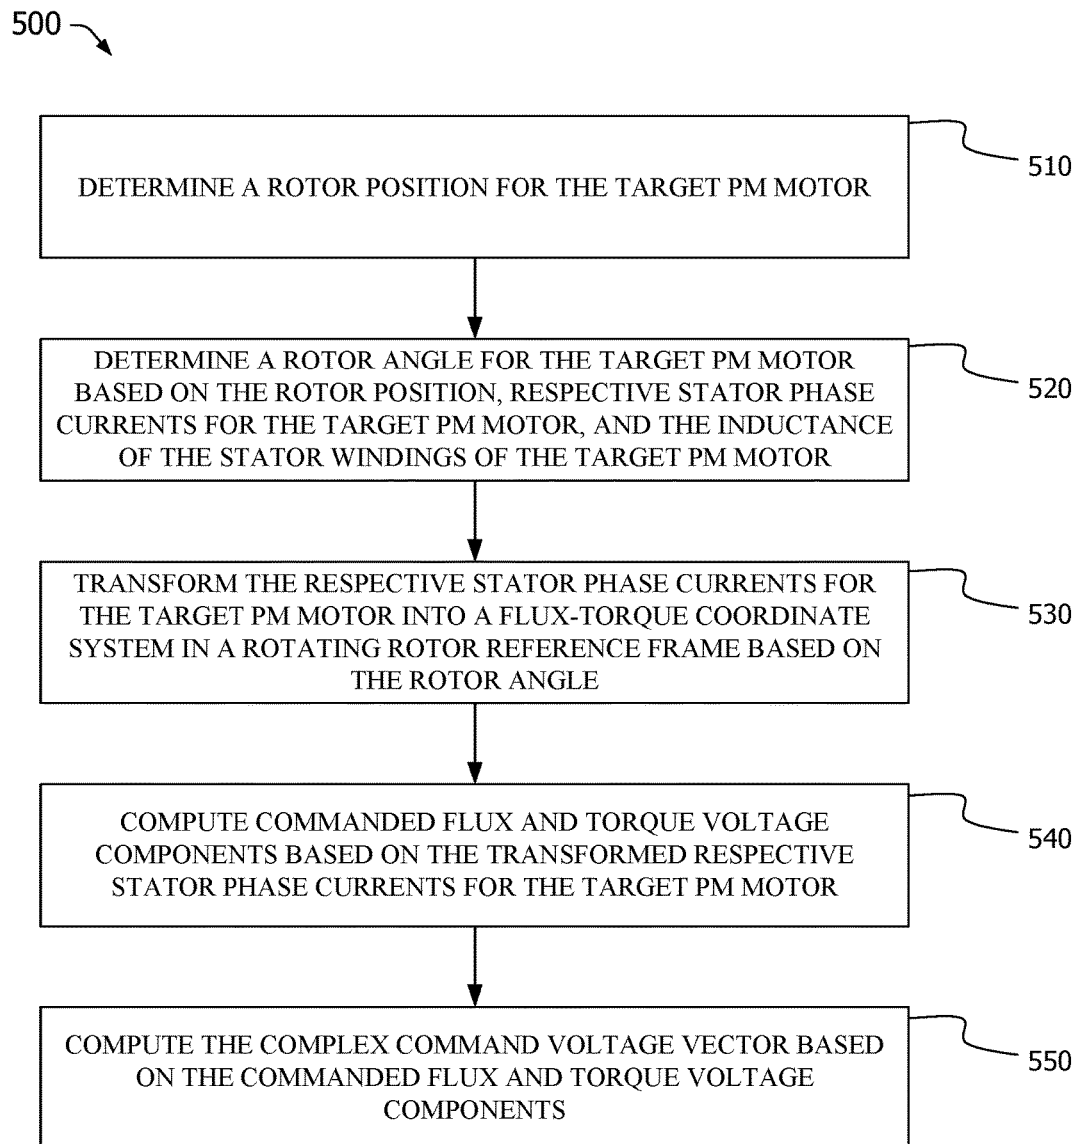 500
DETERMINE A ROTOR POSITION FOR THE TARGET PM MOTOR
510
DETERMINE A ROTOR ANGLE FOR THE TARGET PM MOTOR
BASED ON THE ROTOR POSITION, RESPECTIVE STATOR PHASE
CURRENTS FOR THE TARGET PM MOTOR, AND THE INDUCTANCE
OF THE STATOR WINDINGS OF THE TARGET PM MOTOR
520
TRANSFORM THE RESPECTIVE STATOR PHASE CURRENTS FOR
THE TARGET PM MOTOR INTO A FLUX-TORQUE COORDINATE
SYSTEM IN A ROTATING ROTOR REFERENCE FRAME BASED ON
THE ROTOR ANGLE
530
COMPUTE COMMANDED FLUX AND TORQUE VOLTAGE
COMPONENTS BASED ON THE TRANSFORMED RESPECTIVE
STATOR PHASE CURRENTS FOR THE TARGET PM MOTOR
540
COMPUTE THE COMPLEX COMMAND VOLTAGE VECTOR BASED
ON THE COMMANDED FLUX AND TORQUE VOLTAGE
COMPONENTS
550